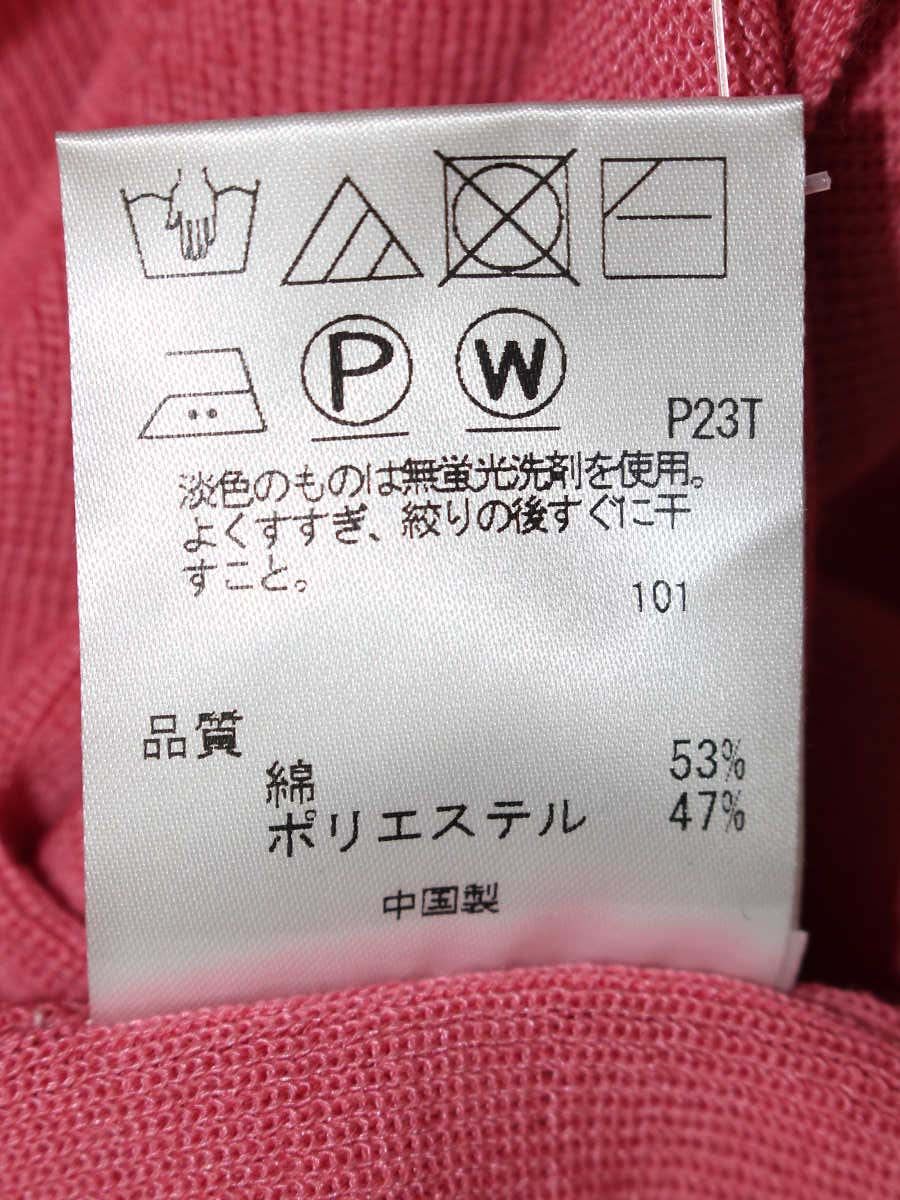 P
W
P23T
淡色のものは無蛍光洗剤を使用。
よくすすぎ、絞りの後すぐに干
すこと。
101
品質
綿 53%
ポリエステル 47%
中国製